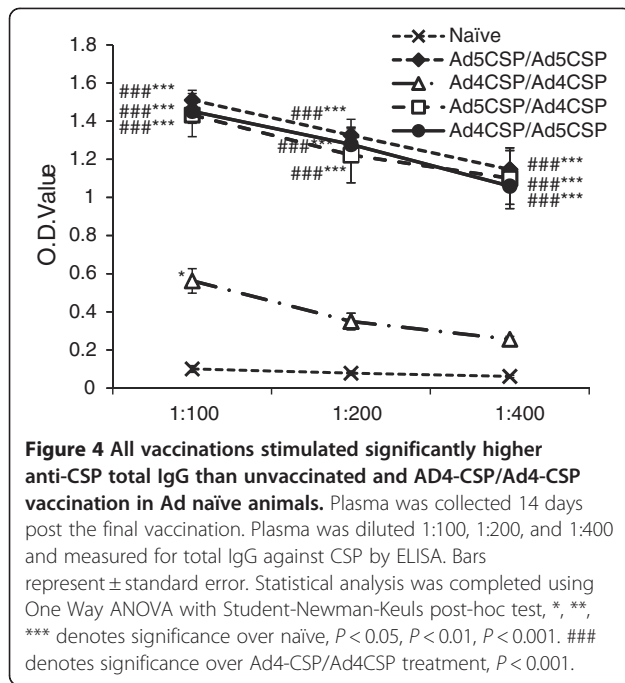 1.8
1.6
1.4
1.2
1
0.8
0.6
0.4
0.2
0
O.D.Value
Naïve
Ad5CSP/Ad5CSP
Ad4CSP/Ad4CSP
Ad5CSP/Ad4CSP
Ad4CSP/Ad5CSP
###***
###***
###***
###***
###***
###***
###***
###***
###***
*
1:100
1:200
1:400
Figure 4 All vaccinations stimulated significantly higher
anti-CSP total IgG than unvaccinated and AD4-CSP/Ad4-CSP
vaccination in Ad naïve animals. Plasma was collected 14 days
post the final vaccination. Plasma was diluted 1:100, 1:200, and 1:400
and measured for total IgG against CSP by ELISA. Bars
represent ± standard error. Statistical analysis was completed using
One Way ANOVA with Student-Newman-Keuls post-hoc test, *, **,
*** denotes significance over naïve, P < 0.05, P < 0.01, P < 0.001. ###
denotes significance over Ad4-CSP/Ad4CSP treatment, P < 0.001.